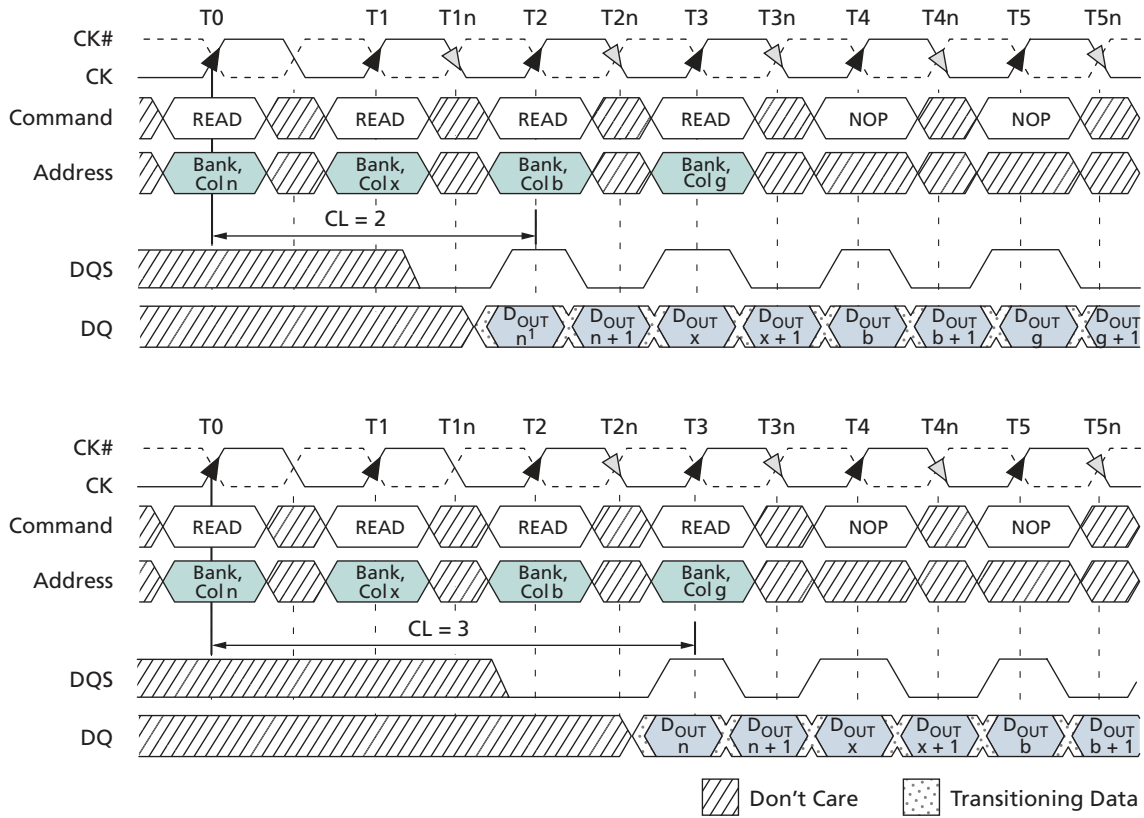 T0 T1 T1n T2 T2n T3 T3n T4 T4n T5 T5n
CK#
CK
Command READ READ READ READ NOP NOP
Address Bank, Col n Bank, Col x Bank, Col b Bank, Col g
CL = 2
DQS
DQ DOUT n1 DOUT n + 1 DOUT x DOUT x + 1 DOUT b DOUT b + 1 DOUT g DOUT g + 1
T0 T1 T1n T2 T2n T3 T3n T4 T4n T5 T5n
CK#
CK
Command READ READ READ READ NOP NOP
Address Bank, Col n Bank, Col x Bank, Col b Bank, Col g
CL = 3
DQS
DQ DOUT n DOUT n + 1 DOUT x DOUT x + 1 DOUT b DOUT b + 1
Don't Care Transitioning Data